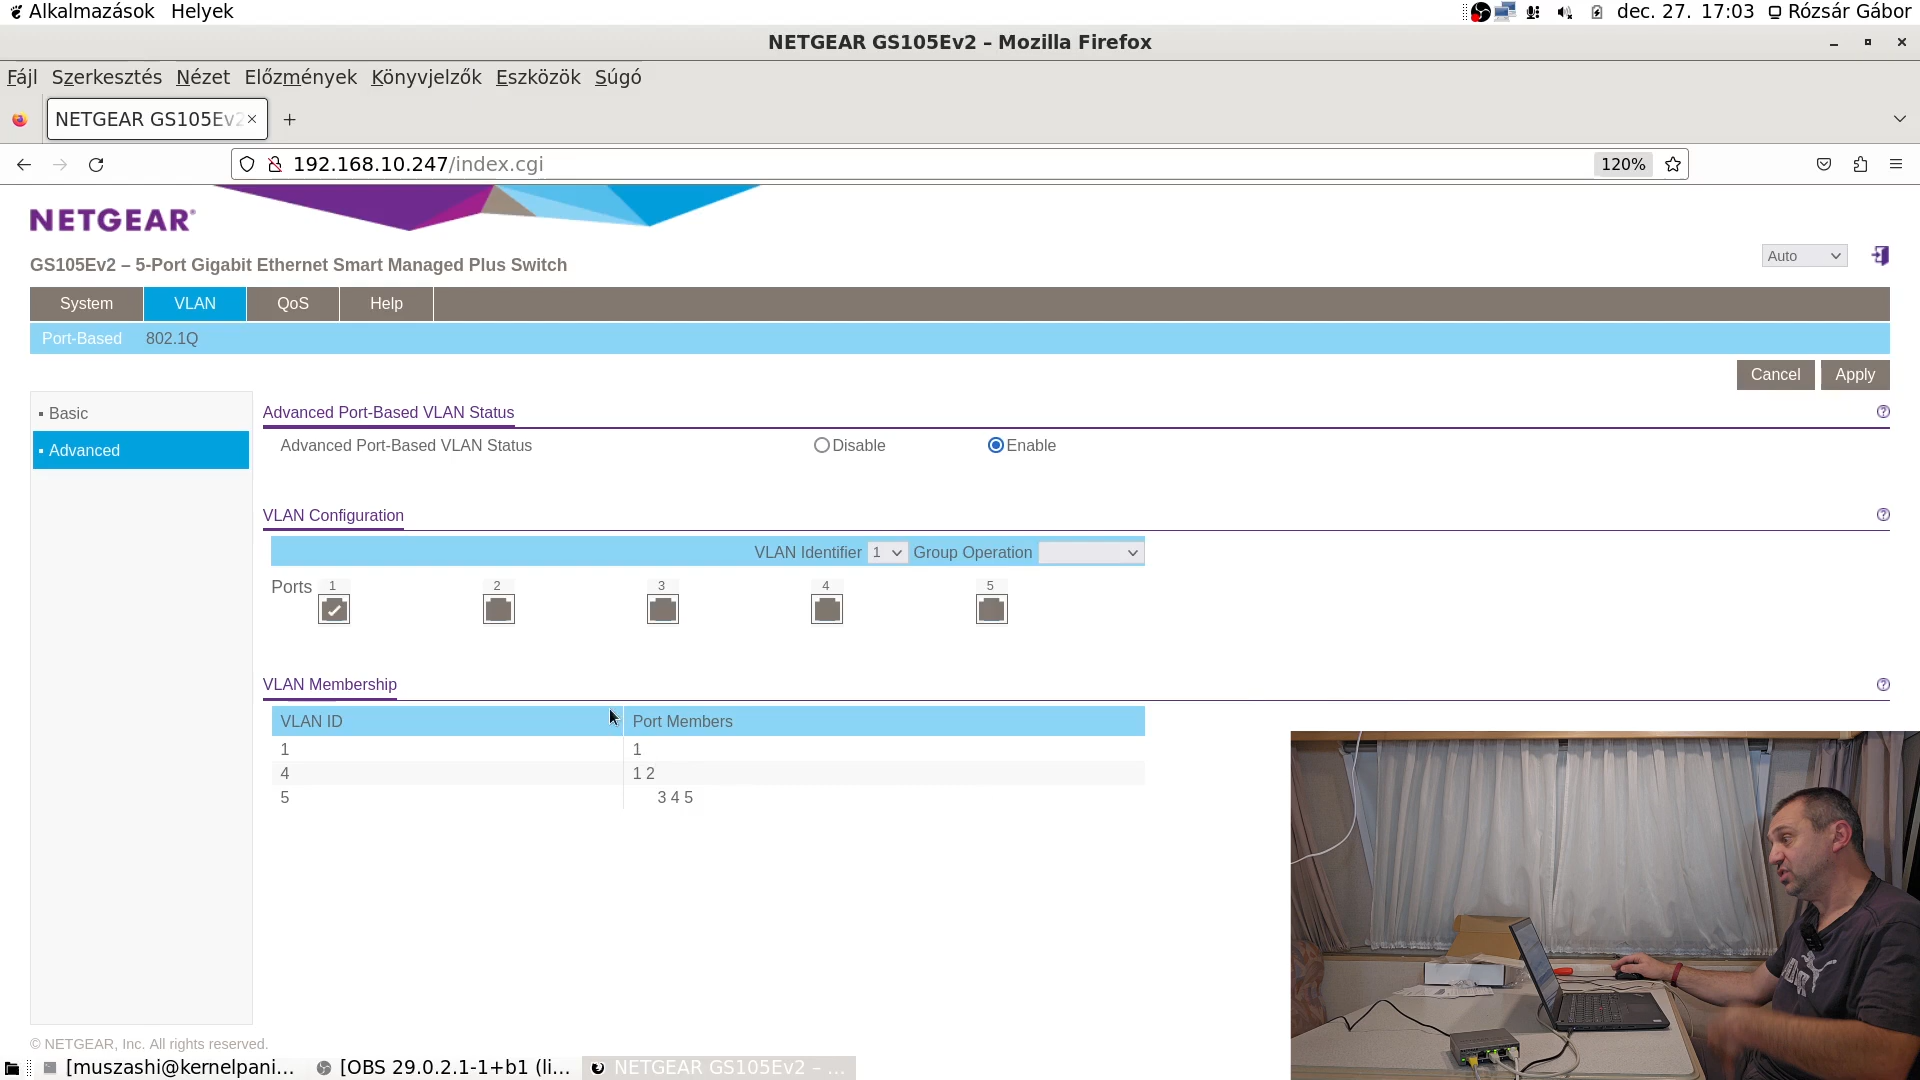 Alkalmazások Helyek dec. 27. 17:03 Rózsár Gábor
NETGEAR GS105Ev2 – Mozilla Firefox
Fájl Szerkesztés Nézet Előzmények Könyvjelzők Eszközök Súgó
NETGEAR GS105Ev2
192.168.10.247/index.cgi 120%
NETGEAR®
GS105Ev2 – 5-Port Gigabit Ethernet Smart Managed Plus Switch Auto
System VLAN QoS Help
Port-Based 802.1Q
Cancel Apply
Basic
Advanced
Advanced Port-Based VLAN Status
Advanced Port-Based VLAN Status Disable Enable
VLAN Configuration
VLAN Identifier 1 Group Operation
Ports 1 2 3 4 5
VLAN Membership
VLAN ID Port Members
1 1
4 1 2
5 3 4 5
© NETGEAR, Inc. All rights reserved.
[muszashi@kernelpani... [OBS 29.0.2.1-1+b1 (li... NETGEAR GS105Ev2 – ...